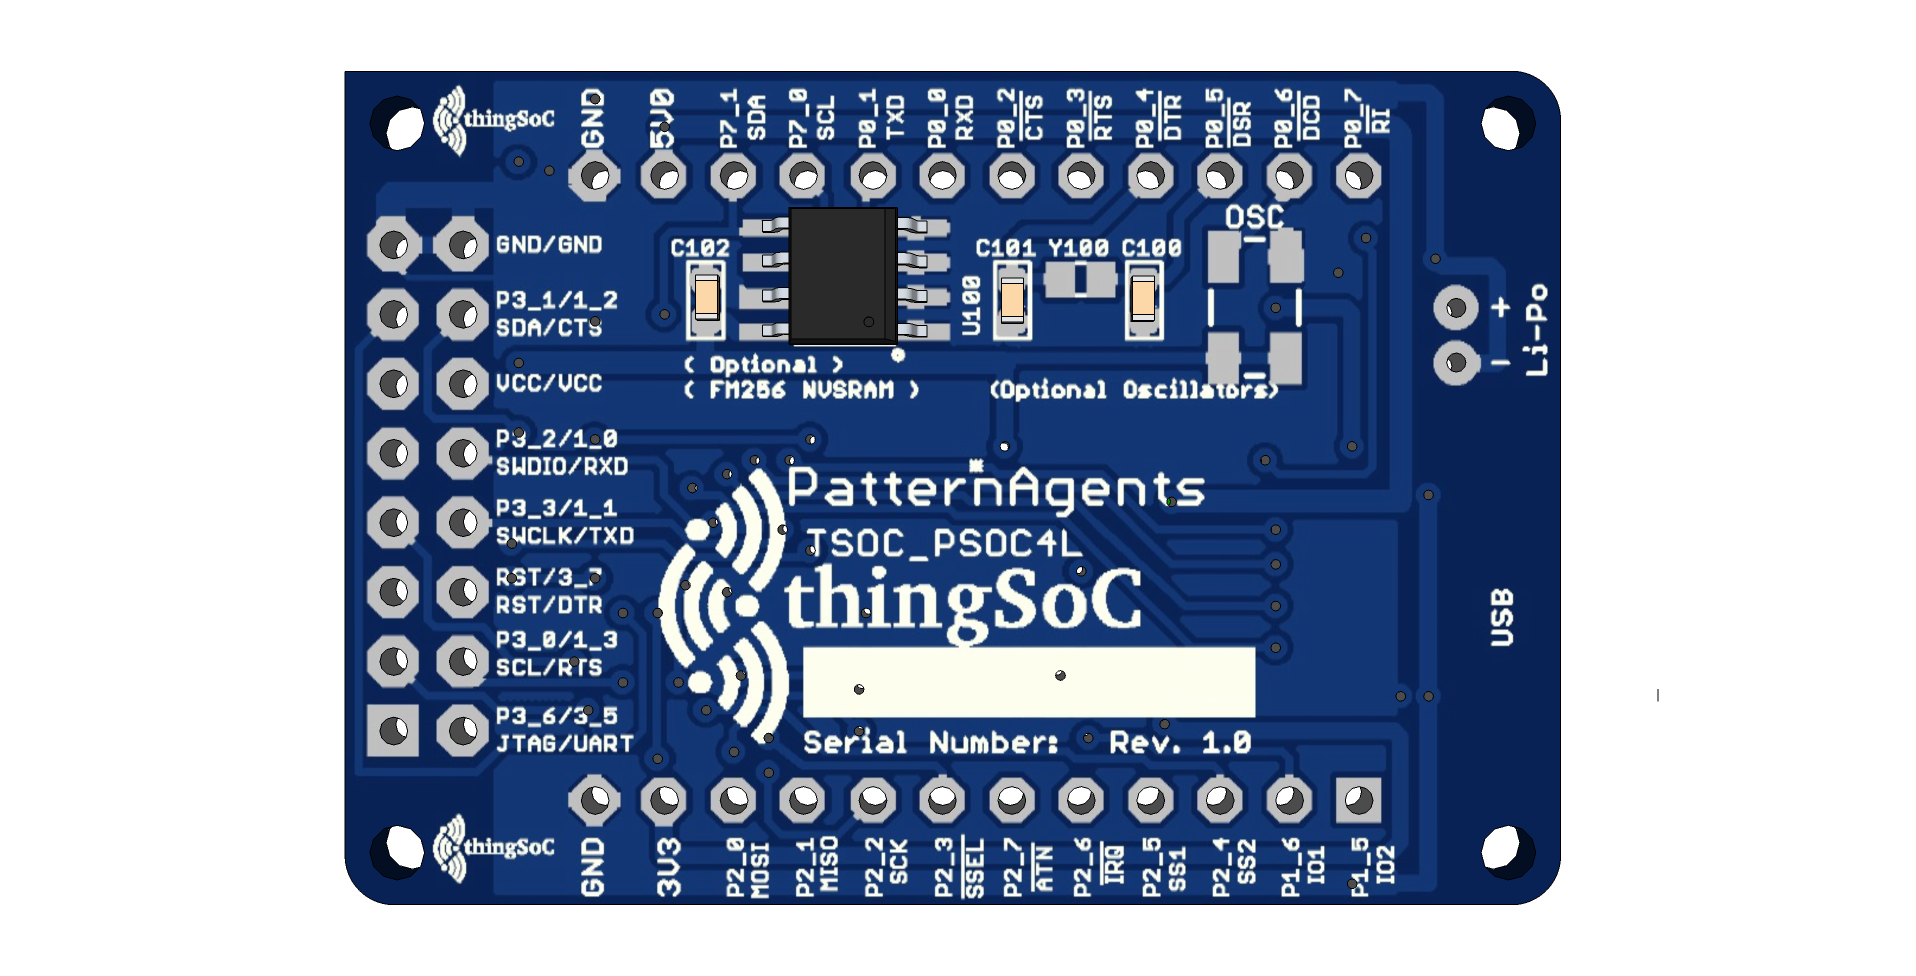 thingSoC
GND
5V0
P7_1
SDA
P7_0
SCL
P0_1
TXD
P0_0
RXD
P0_2
CTS
P0_3
RTS
P0_4
DTR
P0_5
DSR
P0_6
DCD
P0_7
RI
GND/GND
P3_1/1_2
SDA/CTS
VCC/VCC
P3_2/1_0
SWDIO/RXD
P3_3/1_1
SWCLK/TXD
RST/3_7
RST/DTR
P3_0/1_3
SCL/RTS
P3_6/3_5
JTAG/UART
C102
U100
C101 Y100 C100
OSC
( Optional )
( FM256 NVSRAM )
(Optional Oscillators)
+
-
Li-Po
PatternAgents
TSOC_PSOC4L
thingSoC
Serial Number: Rev. 1.0
USB
thingSoC
GND
3V3
P2_0
MOSI
P2_1
MISO
P2_2
SCK
P2_3
SSEL
P2_7
ATN
P2_6
IRQ
P2_5
SS1
P2_4
SS2
P1_6
IO1
P1_5
IO2